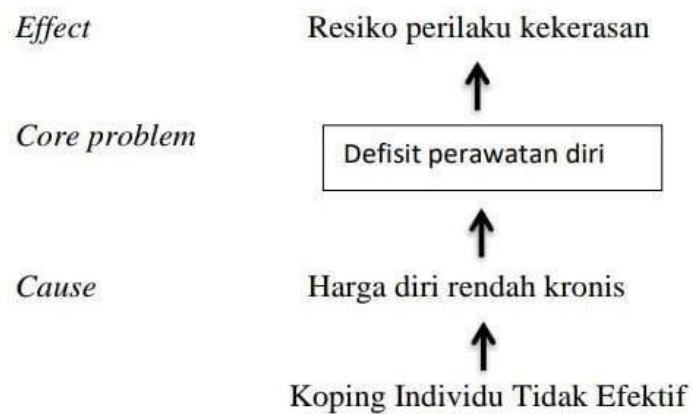 Effect Resiko perilaku kekerasan
Core problem
Defisit perawatan diri
Cause Harga diri rendah kronis
Koping Individu Tidak Efektif